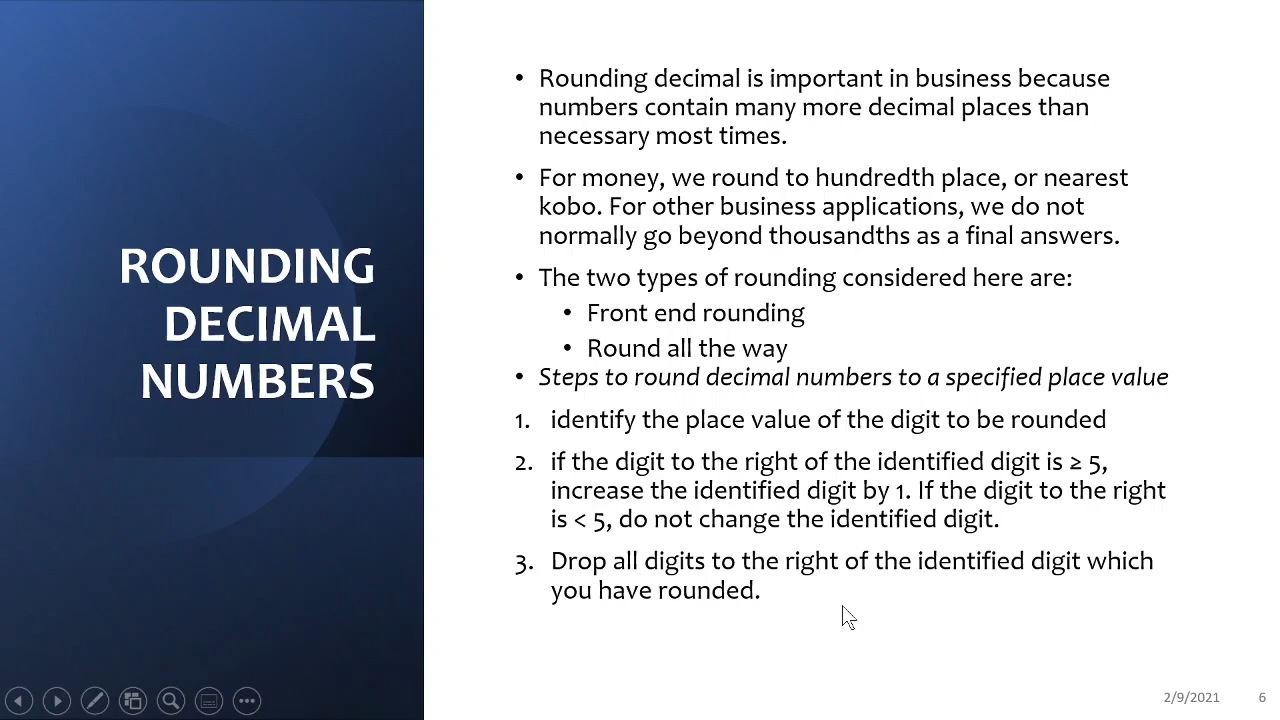 ROUNDING
DECIMAL
NUMBERS
• Rounding decimal is important in business because
numbers contain many more decimal places than
necessary most times.
• For money, we round to hundredth place, or nearest
kobo. For other business applications, we do not
normally go beyond thousandths as a final answers.
• The two types of rounding considered here are:
• Front end rounding
• Round all the way
• Steps to round decimal numbers to a specified place value
1. identify the place value of the digit to be rounded
2. if the digit to the right of the identified digit is ≥ 5,
increase the identified digit by 1. If the digit to the right
is < 5, do not change the identified digit.
3. Drop all digits to the right of the identified digit which
you have rounded.
2/9/2021 6